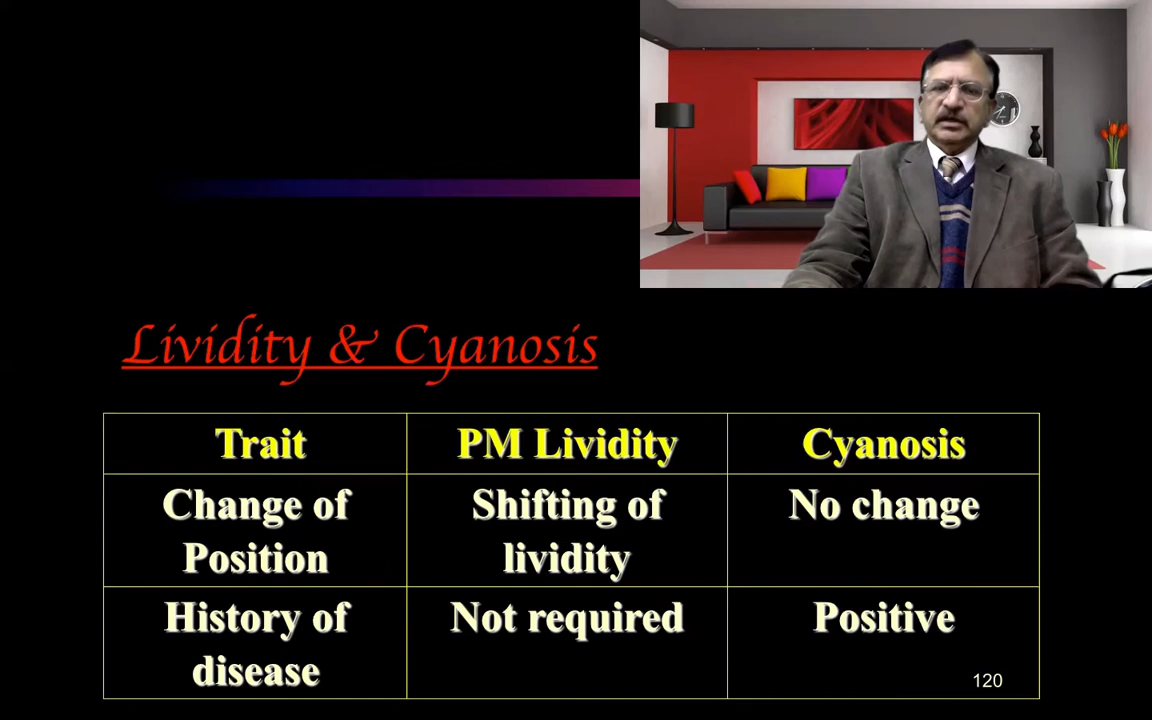 Lividity & Cyanosis
Trait PM Lividity Cyanosis
Change of Position Shifting of lividity No change
History of disease Not required Positive
120